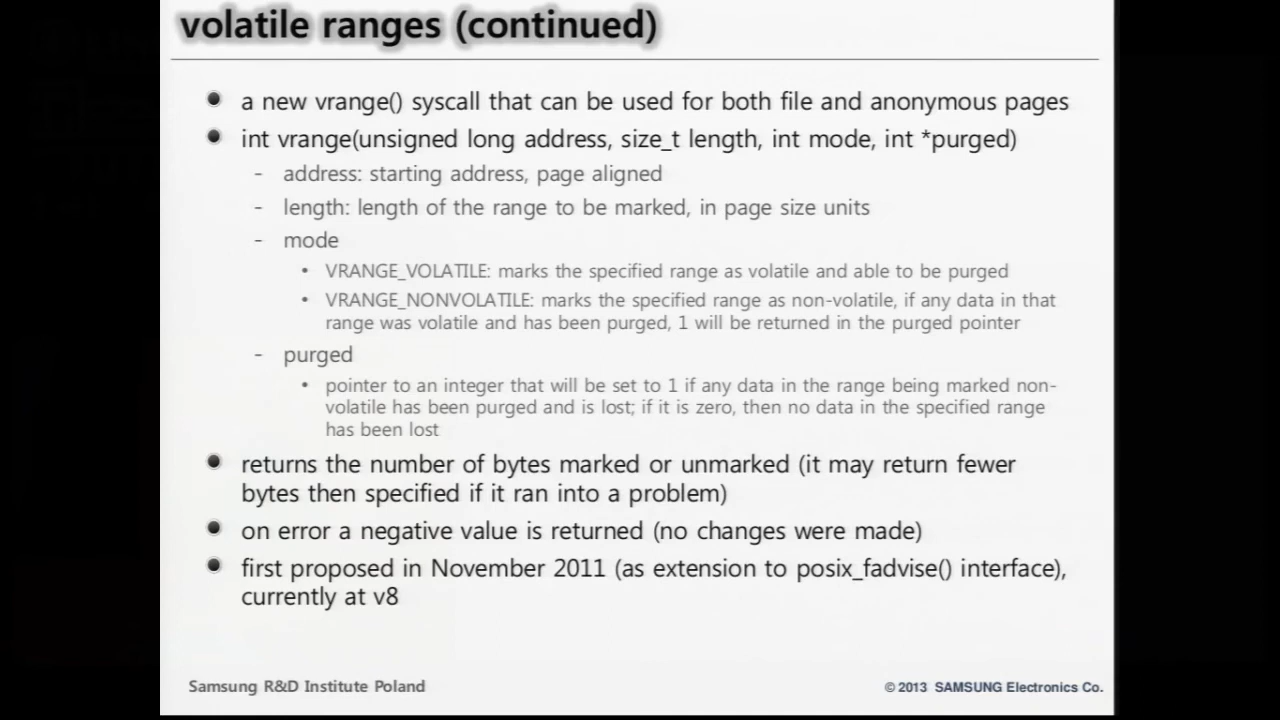 volatile ranges (continued)
• a new vrange() syscall that can be used for both file and anonymous pages
• int vrange(unsigned long address, size_t length, int mode, int *purged)
- address: starting address, page aligned
- length: length of the range to be marked, in page size units
- mode
• VRANGE_VOLATILE: marks the specified range as volatile and able to be purged
• VRANGE_NONVOLATILE: marks the specified range as non-volatile, if any data in that
range was volatile and has been purged, 1 will be returned in the purged pointer
- purged
• pointer to an integer that will be set to 1 if any data in the range being marked non-
volatile has been purged and is lost; if it is zero, then no data in the specified range
has been lost
• returns the number of bytes marked or unmarked (it may return fewer
bytes then specified if it ran into a problem)
• on error a negative value is returned (no changes were made)
• first proposed in November 2011 (as extension to posix_fadvise() interface),
currently at v8
Samsung R&D Institute Poland
© 2013 SAMSUNG Electronics Co.